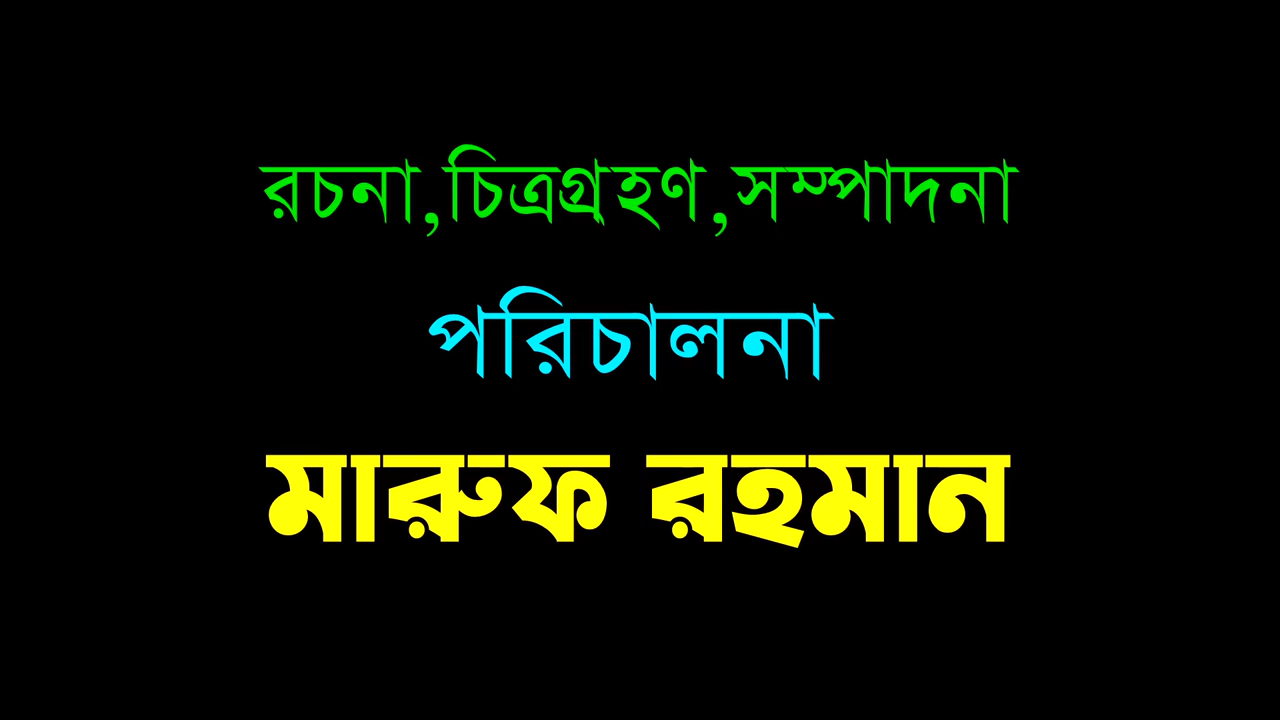 রচনা,চিত্রগ্রহণ,সম্পাদনা
পরিচালনা
মারুফ রহমান